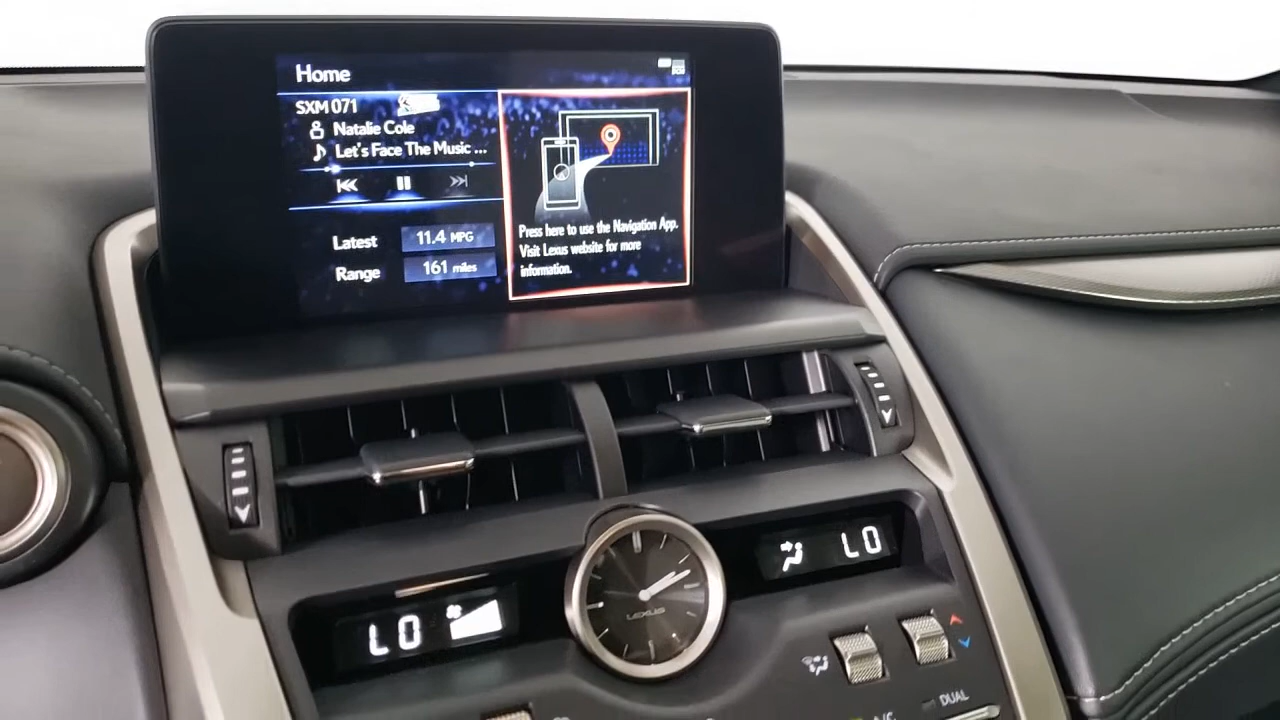 Home
SXM 071
Natalie Cole
Let's Face The Music ...
Latest 11.4 MPG
Range 161 miles
Press here to use the Navigation App.
Visit Lexus website for more
information.
LO
LEXUS
LO
DUAL
A/C